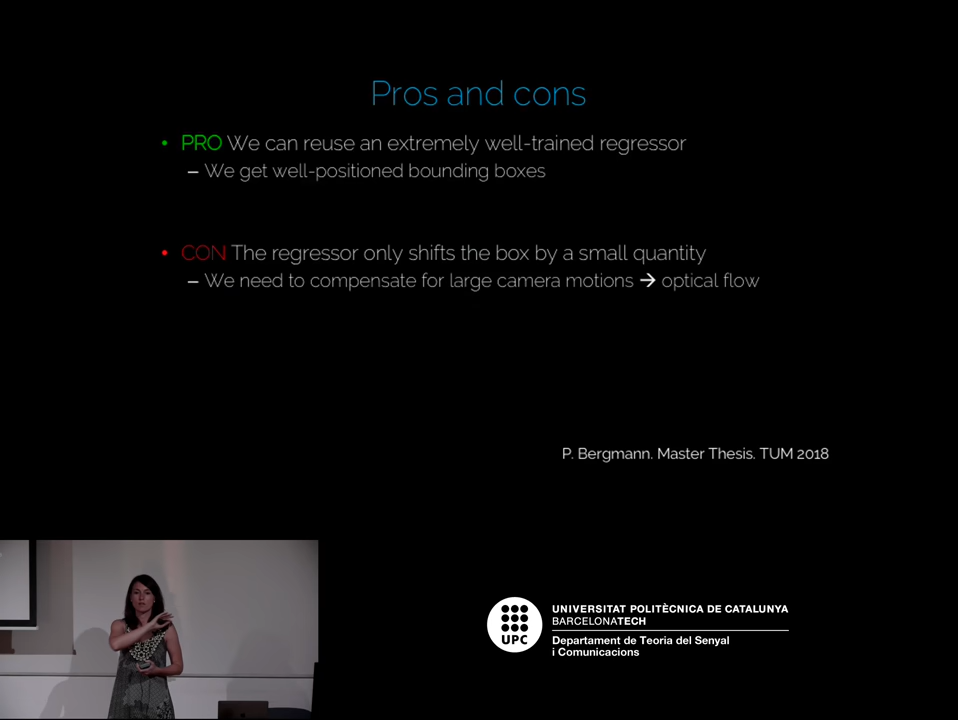 Pros and cons
• PRO We can reuse an extremely well-trained regressor
– We get well-positioned bounding boxes
• CON The regressor only shifts the box by a small quantity
– We need to compensate for large camera motions → optical flow
P. Bergmann. Master Thesis. TUM 2018
UPC
UNIVERSITAT POLITÈCNICA DE CATALUNYA
BARCELONATECH
Departament de Teoria del Senyal
i Comunicacions